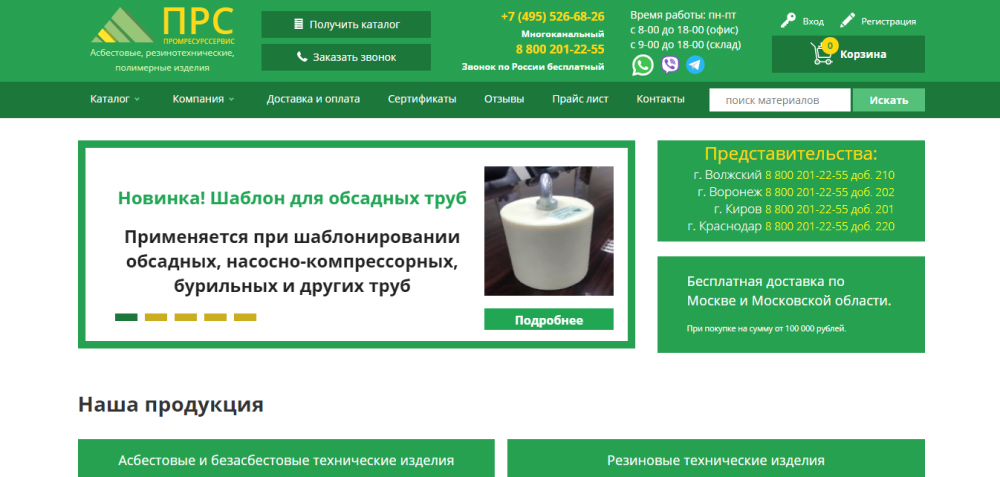 ПРС
ПРОМРЕСУРССЕРВИС
Асбестовые, резинотехнические,
полимерные изделия
Получить каталог
Заказать звонок
+7 (495) 526-68-26
Многоканальный
8 800 201-22-55
Звонок по России бесплатный
Время работы: пн-пт
с 8-00 до 18-00 (офис)
с 9-00 до 18-00 (склад)
Вход
Регистрация
0
Корзина
Каталог
Компания
Доставка и оплата
Сертификаты
Отзывы
Прайс лист
Контакты
поиск материалов
Искать
Новинка! Шаблон для обсадных труб
Применяется при шаблонировании
обсадных, насосно-компрессорных,
бурильных и других труб
Подробнее
Представительства:
г. Волжский 8 800 201-22-55 доб. 210
г. Воронеж 8 800 201-22-55 доб. 202
г. Киров 8 800 201-22-55 доб. 201
г. Краснодар 8 800 201-22-55 доб. 220
Бесплатная доставка по
Москве и Московской области.
При покупке на сумму от 100 000 рублей.
Наша продукция
Асбестовые и безасбестовые технические изделия
Резиновые технические изделия